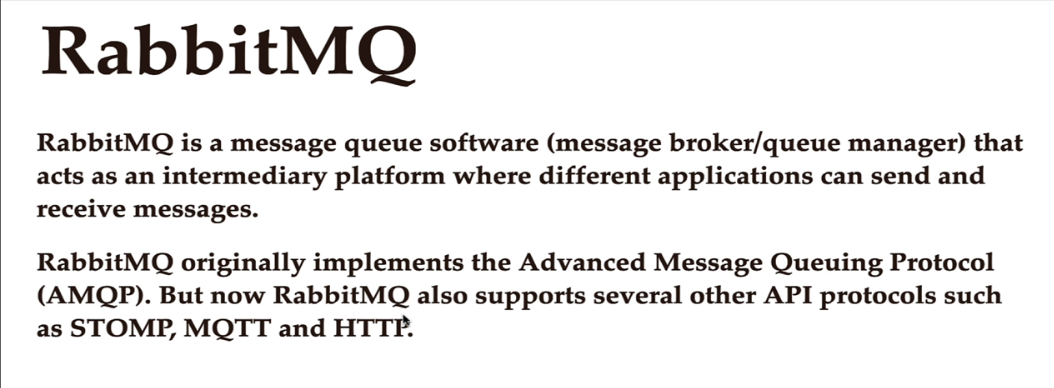 RabbitMQ
RabbitMQ is a message queue software (message broker/queue manager) that
acts as an intermediary platform where different applications can send and
receive messages.
RabbitMQ originally implements the Advanced Message Queuing Protocol
(AMQP). But now RabbitMQ also supports several other API protocols such
as STOMP, MQTT and HTTP.